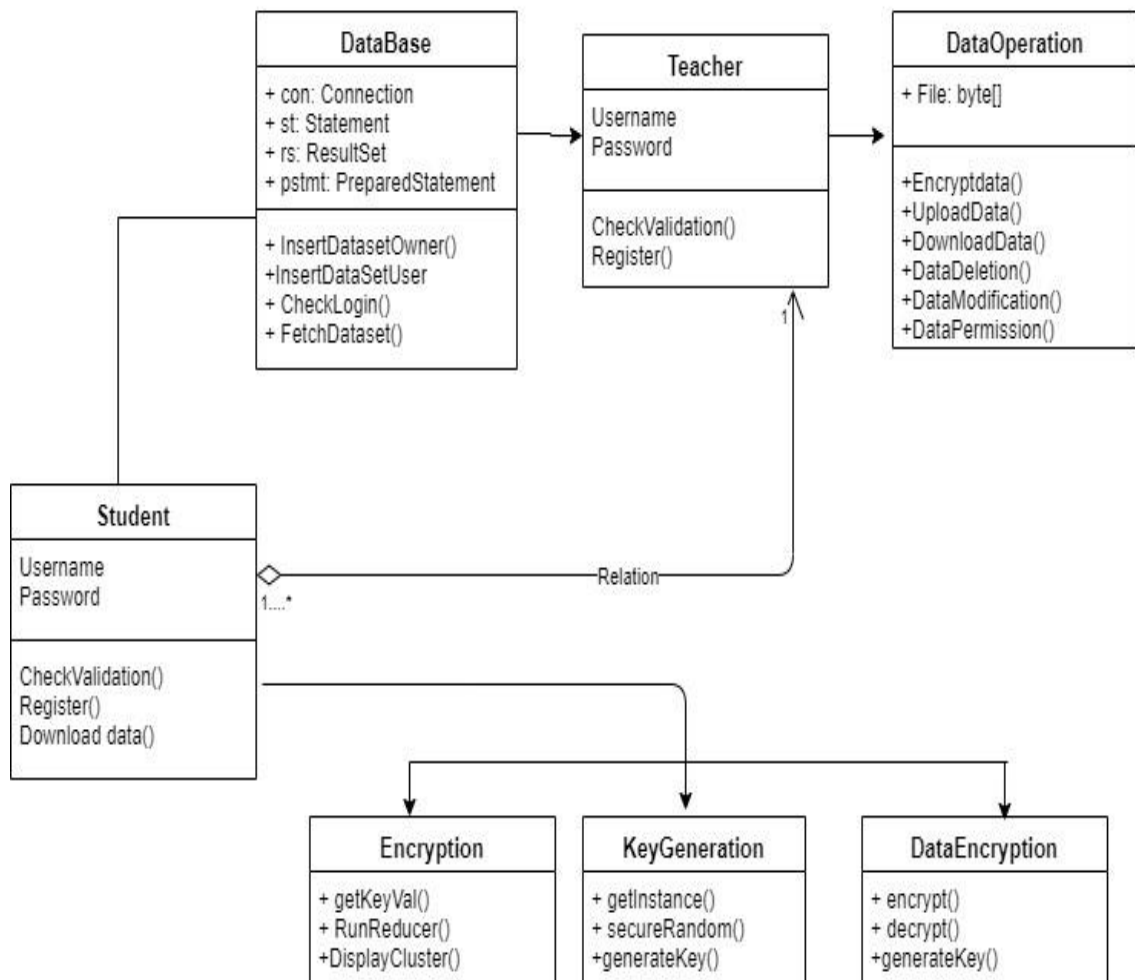 DataBase
+ con: Connection
+ st: Statement
+ rs: ResultSet
+ pstmt: PreparedStatement
+ InsertDatasetOwner()
+InsertDataSetUser
+ CheckLogin()
+ FetchDataset()
Teacher
Username
Password
CheckValidation()
Register()
DataOperation
+ File: byte[]
+Encryptdata()
+UploadData()
+DownloadData()
+DataDeletion()
+DataModification()
+DataPermission()
1
Student
Username
Password
CheckValidation()
Register()
Download data()
1....*
Relation
Encryption
+ getKeyVal()
+ RunReducer()
+DisplayCluster()
KeyGeneration
+ getInstance()
+ secureRandom()
+generateKey()
DataEncryption
+ encrypt()
+ decrypt()
+generateKey()